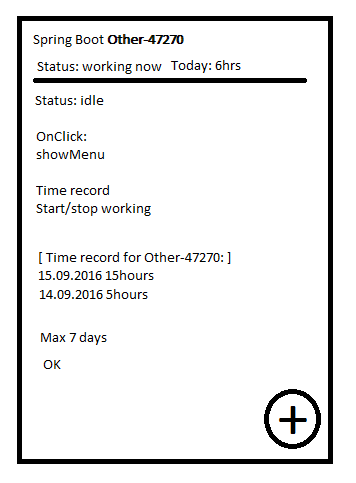 Spring Boot Other-47270
Status: working now Today: 6hrs
Status: idle
OnClick:
showMenu
Time record
Start/stop working
[ Time record for Other-47270: ]
15.09.2016 15hours
14.09.2016 5hours
Max 7 days
OK
+